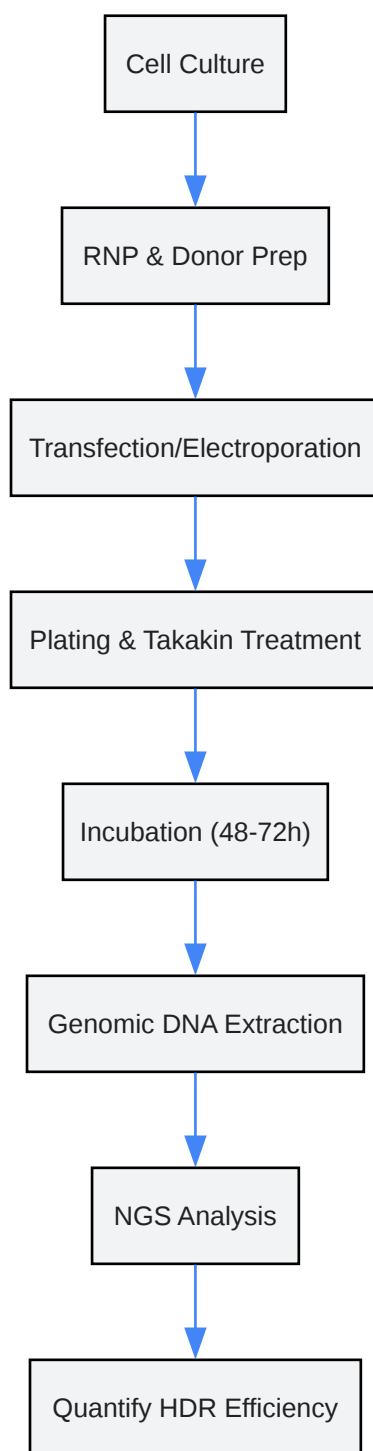 Cell Culture
RNP & Donor Prep
Transfection/Electroporation
Plating & Takakin Treatment
Incubation (48-72h)
Genomic DNA Extraction
NGS Analysis
Quantify HDR Efficiency